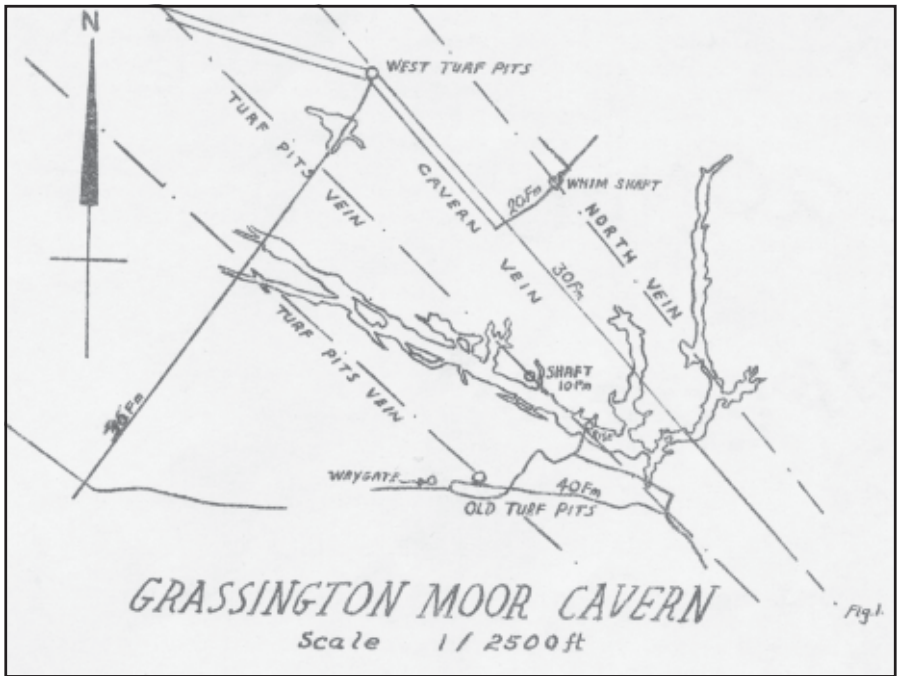 N
WEST TURF PITS
TURF PITS VEIN
CAVERN VEIN
20Fm
WHIM SHAFT
NORTH VEIN
30Fm
TURF PITS VEIN
SHAFT
10Fm
RISE
WAYGATE
40Fm
OLD TURF PITS
GRASSINGTON MOOR CAVERN
Scale 1/2500ft
Fig.1.